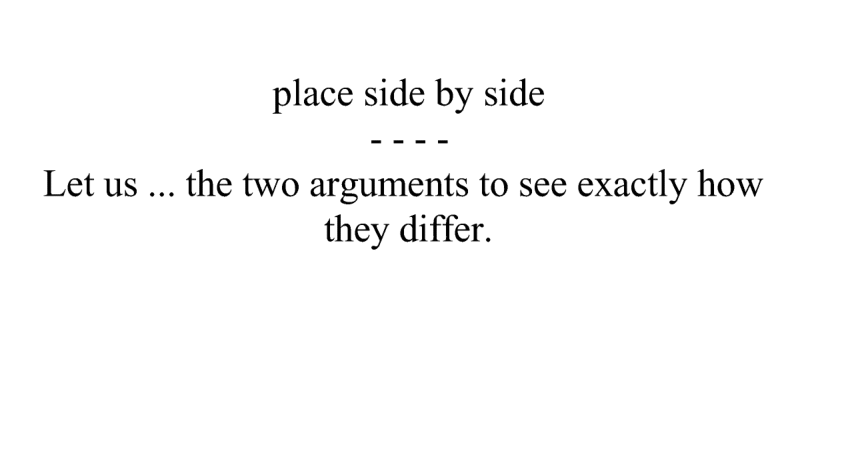 place side by side
- - - -
Let us ... the two arguments to see exactly how
they differ.